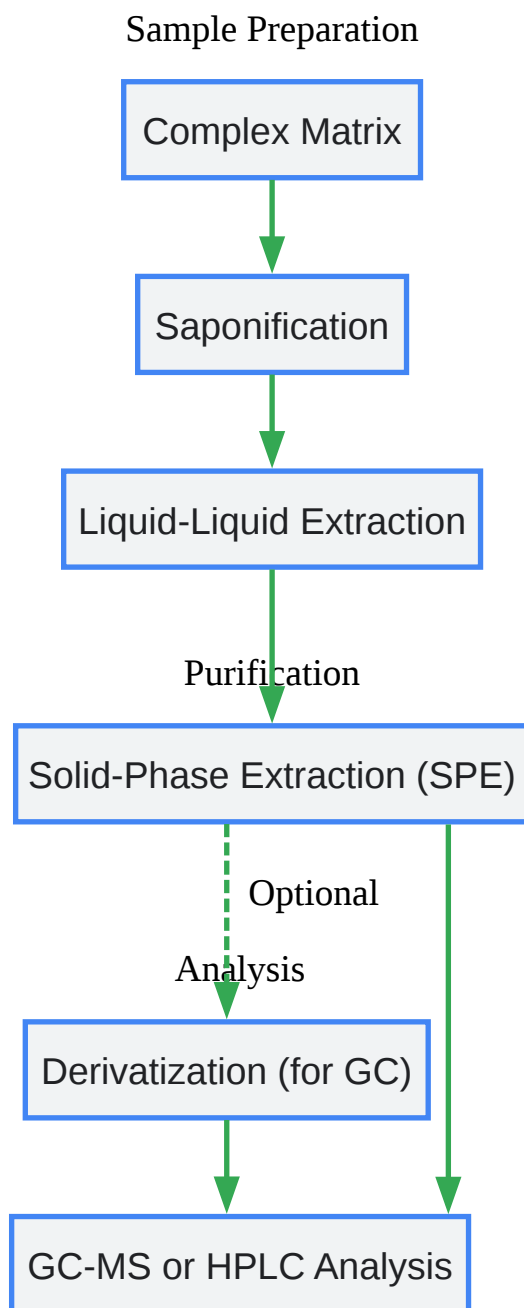 Sample Preparation
Complex Matrix
Saponification
Liquid-Liquid Extraction
Purification
Solid-Phase Extraction (SPE)
Optional
Analysis
Derivatization (for GC)
GC-MS or HPLC Analysis